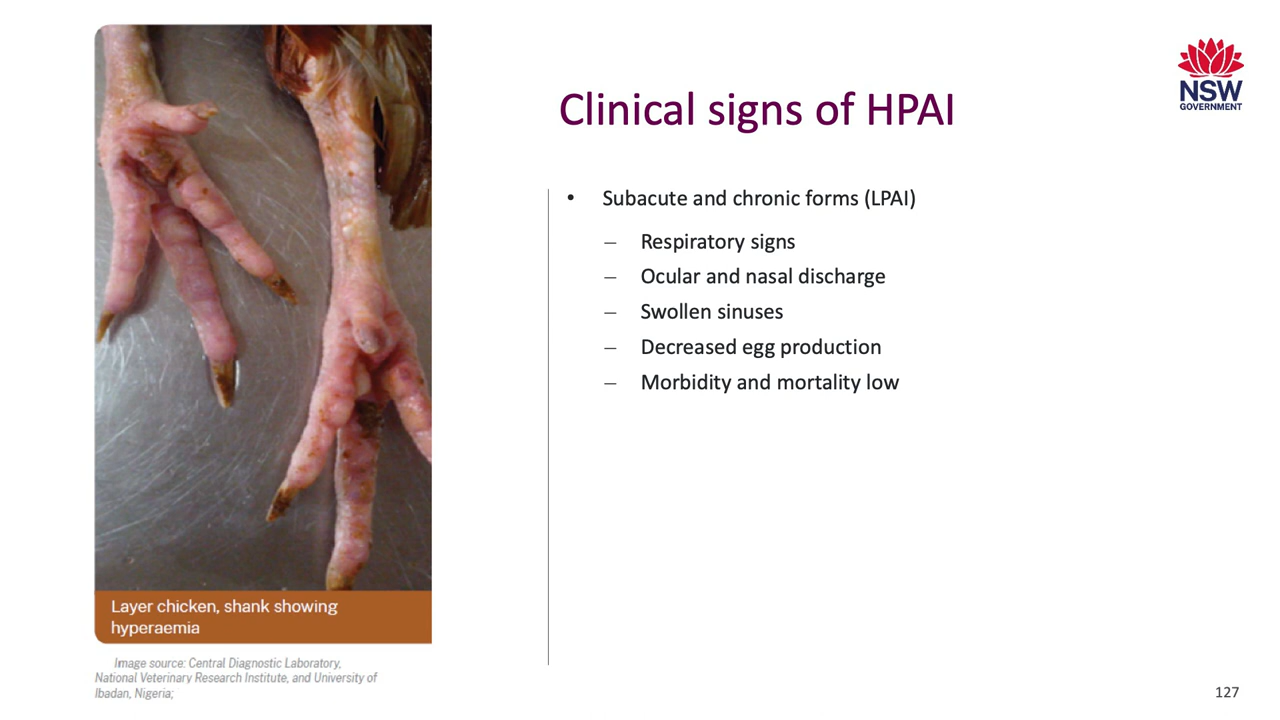 NSW
GOVERNMENT
Clinical signs of HPAI
• Subacute and chronic forms (LPAI)
– Respiratory signs
– Ocular and nasal discharge
– Swollen sinuses
– Decreased egg production
– Morbidity and mortality low
Layer chicken, shank showing
hyperaemia
Image source: Central Diagnostic Laboratory,
National Veterinary Research Institute, and University of
Ibadan, Nigeria;
127